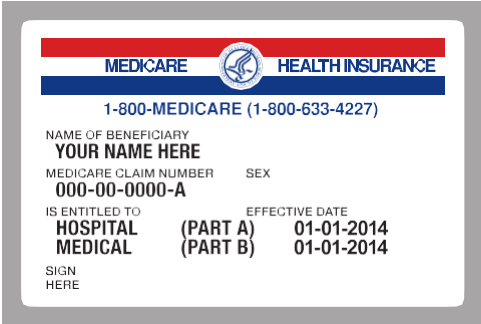 MEDICARE HEALTH INSURANCE
1-800-MEDICARE (1-800-633-4227)
NAME OF BENEFICIARY
YOUR NAME HERE
MEDICARE CLAIM NUMBER SEX
000-00-0000-A
IS ENTITLED TO EFFECTIVE DATE
HOSPITAL (PART A) 01-01-2014
MEDICAL (PART B) 01-01-2014
SIGN
HERE